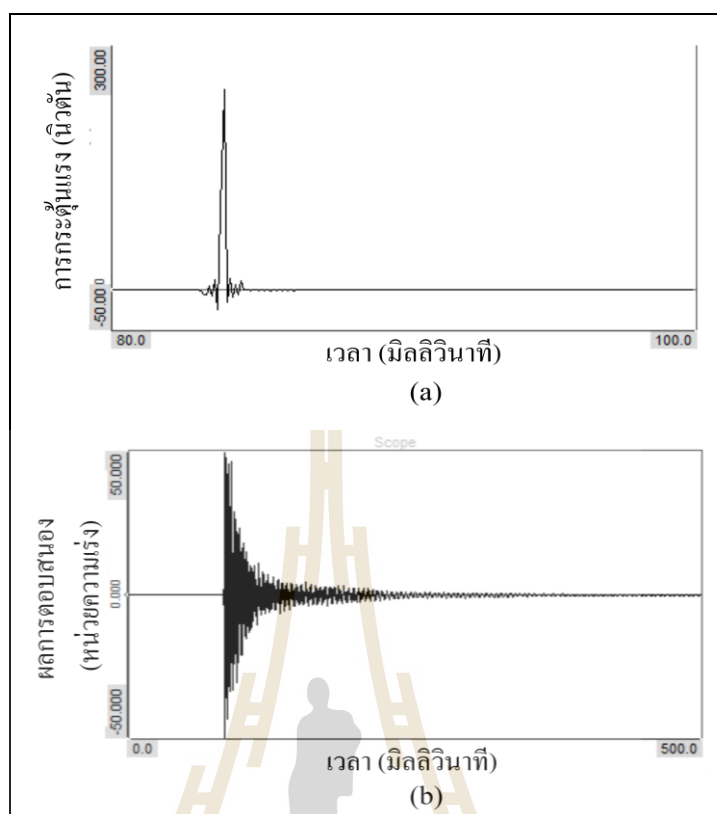 300.00
การกระตุ้นแรง (นิวตัน)
-50.00
0
80.0
100.0
เวลา (มิลลิวินาที)
(a)
Scope
50.000
ผลการตอบสนอง
(หน่วยความเร่ง)
0.000
-50.000
0.0
500.0
เวลา (มิลลิวินาที)
(b)